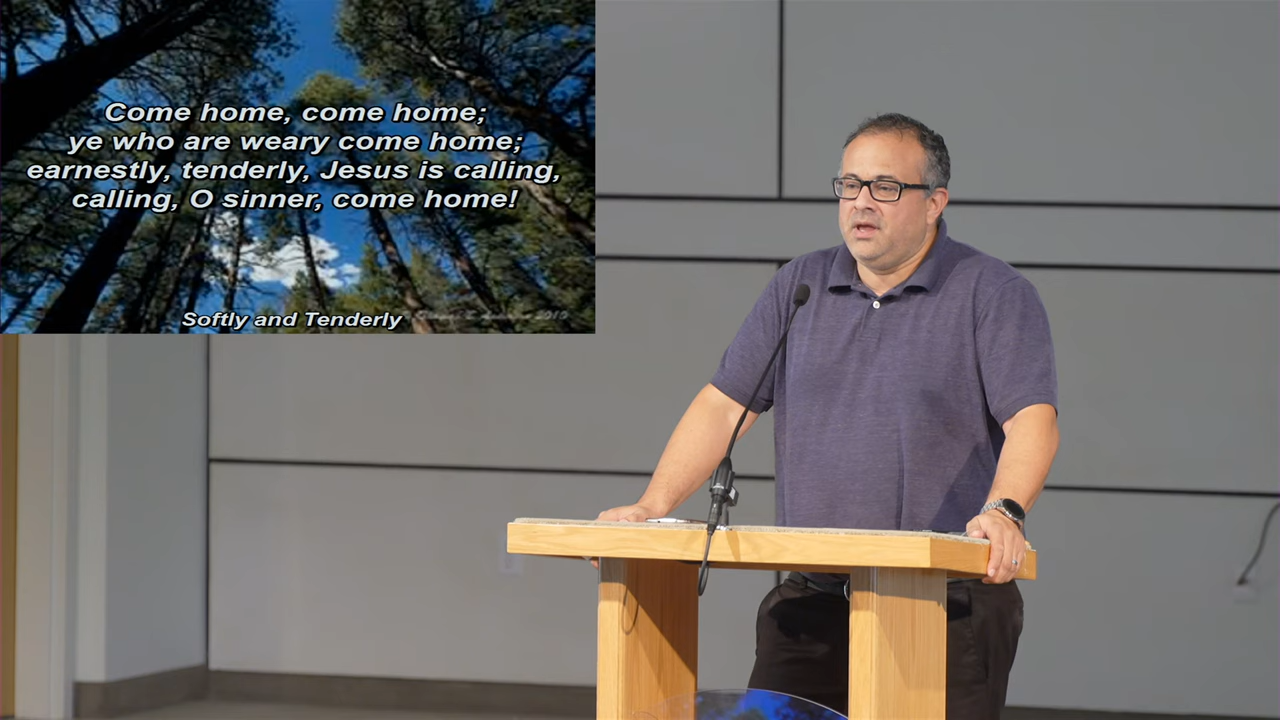 Come home, come home;
ye who are weary come home;
earnestly, tenderly, Jesus is calling,
calling, O sinner, come home!
Softly and Tenderly
2010